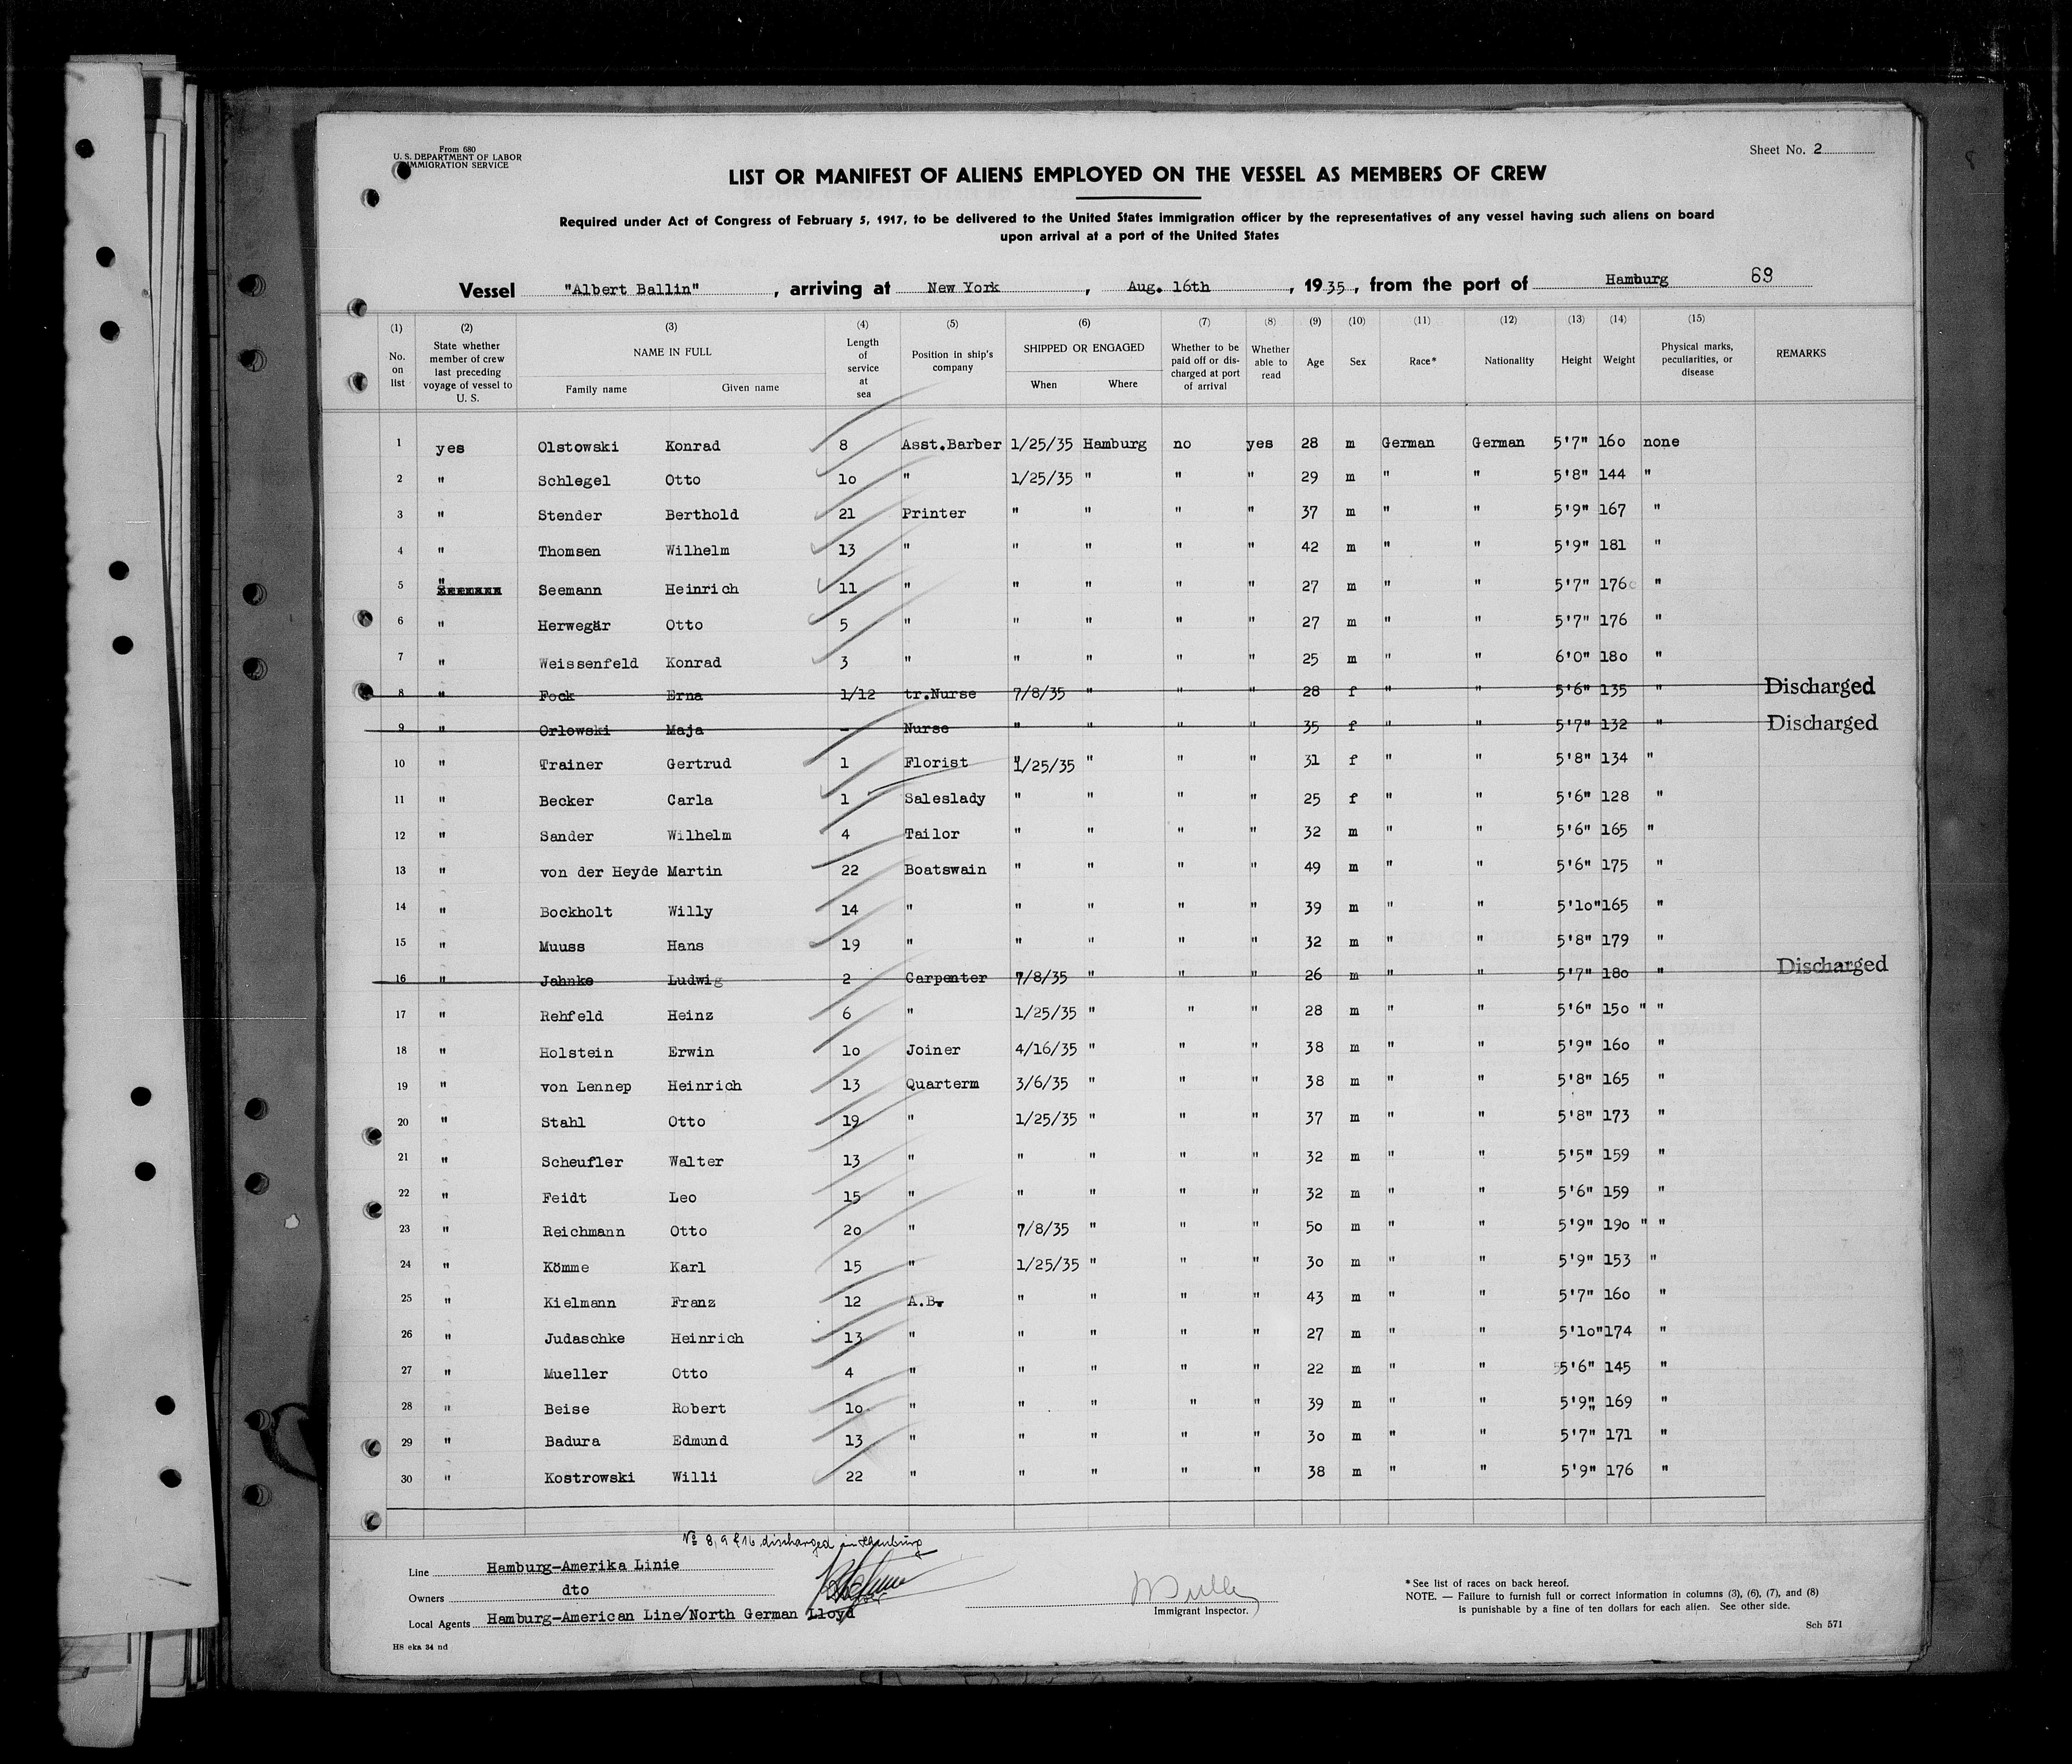 From 680
U. S. DEPARTMENT OF LABOR
IMMIGRATION SERVICE
Sheet No. 2
LIST OR MANIFEST OF ALIENS EMPLOYED ON THE VESSEL AS MEMBERS OF CREW
Required under Act of Congress of February 5, 1917, to be delivered to the United States immigration officer by the representatives of any vessel having such aliens on board
upon arrival at a port of the United States
Vessel "Albert Ballin", arriving at New York, Aug. 16th, 1935, from the port of Hamburg 69
(1) (2) (3) (4) (5) (6) (7) (8) (9) (10) (11) (12) (13) (14) (15)
No. on list | State whether member of crew last preceding voyage of vessel to U. S. | NAME IN FULL Family name Given name | Length of service at sea | Position in ship's company | SHIPPED OR ENGAGED When Where | Whether to be paid off or discharged at port of arrival | Whether able to read | Age | Sex | Race* | Nationality | Height | Weight | Physical marks, peculiarities, or disease | REMARKS
1 yes Olstowski Konrad 8 Asst.Barber 1/25/35 Hamburg no yes 28 m German German 5'7" 160 none
2 " Schlegel Otto 10 " 1/25/35 " " " 29 m " " 5'8" 144 "
3 " Stender Berthold 21 Printer " " " " 37 m " " 5'9" 167 "
4 " Thomsen Wilhelm 13 " " " " " 42 m " " 5'9" 181 "
5 " Seemann Heinrich 11 " " " " " 27 m " " 5'7" 176 "
6 " Herwegär Otto 5 " " " " " 27 m " " 5'7" 176 "
7 " Weissenfeld Konrad 3 " " " " " 25 m " " 6'0" 180 "
8 " Fock Erna 1/12 tr.Nurse 7/8/35 " " " 28 f " " 5'6" 135 " Discharged
9 " Orlowski Maja - Nurse " " " " 35 f " " 5'7" 132 " Discharged
10 " Trainer Gertrud 1 Florist 1/25/35 " " " 31 f " " 5'8" 134 "
11 " Becker Carla 1 Saleslady " " " " 25 f " " 5'6" 128 "
12 " Sander Wilhelm 4 Tailor " " " " 32 m " " 5'6" 165 "
13 " von der Heyde Martin 22 Boatswain " " " " 49 m " " 5'6" 175 "
14 " Bockholt Willy 14 " " " " " 39 m " " 5'10" 165 "
15 " Muuss Hans 19 " " " " " 32 m " " 5'8" 179 "
16 " Jahnke Ludwig 2 Carpenter 7/8/35 " " " 26 m " " 5'7" 180 " Discharged
17 " Rehfeld Heinz 6 " 1/25/35 " " " 28 m " " 5'6" 150 " "
18 " Holstein Erwin 10 Joiner 4/16/35 " " " 38 m " " 5'9" 160 "
19 " von Lennep Heinrich 13 Quarterm 3/6/35 " " " 38 m " " 5'8" 165 "
20 " Stahl Otto 19 " 1/25/35 " " " 37 m " " 5'8" 173 "
21 " Scheufler Walter 13 " " " " " 32 m " " 5'5" 159 "
22 " Feidt Leo 15 " " " " " 32 m " " 5'6" 159 "
23 " Reichmann Otto 20 " 7/8/35 " " " 50 m " " 5'9" 190 " "
24 " Kömme Karl 15 " 1/25/35 " " " 30 m " " 5'9" 153 "
25 " Kielmann Franz 12 A.B. " " " " 43 m " " 5'7" 160 "
26 " Judaschke Heinrich 13 " " " " " 27 m " " 5'10" 174 "
27 " Mueller Otto 4 " " " " " 22 m " " 5'6" 145 "
28 " Beise Robert 10 " " " " " 39 m " " 5'9" 169 "
29 " Badura Edmund 13 " " " " " 30 m " " 5'7" 171 "
30 " Kostrowski Willi 22 " " " " " 38 m " " 5'9" 176 "
No 8, 9 & 16 discharged in Hamburg
Line Hamburg-Amerika Linie
Owners dto
Local Agents Hamburg-American Line/North German Lloyd
Immigrant Inspector.
*See list of races on back hereof.
NOTE. — Failure to furnish full or correct information in columns (3), (6), (7), and (8)
is punishable by a fine of ten dollars for each alien. See other side.
Sch 571
HS eka 34 nd